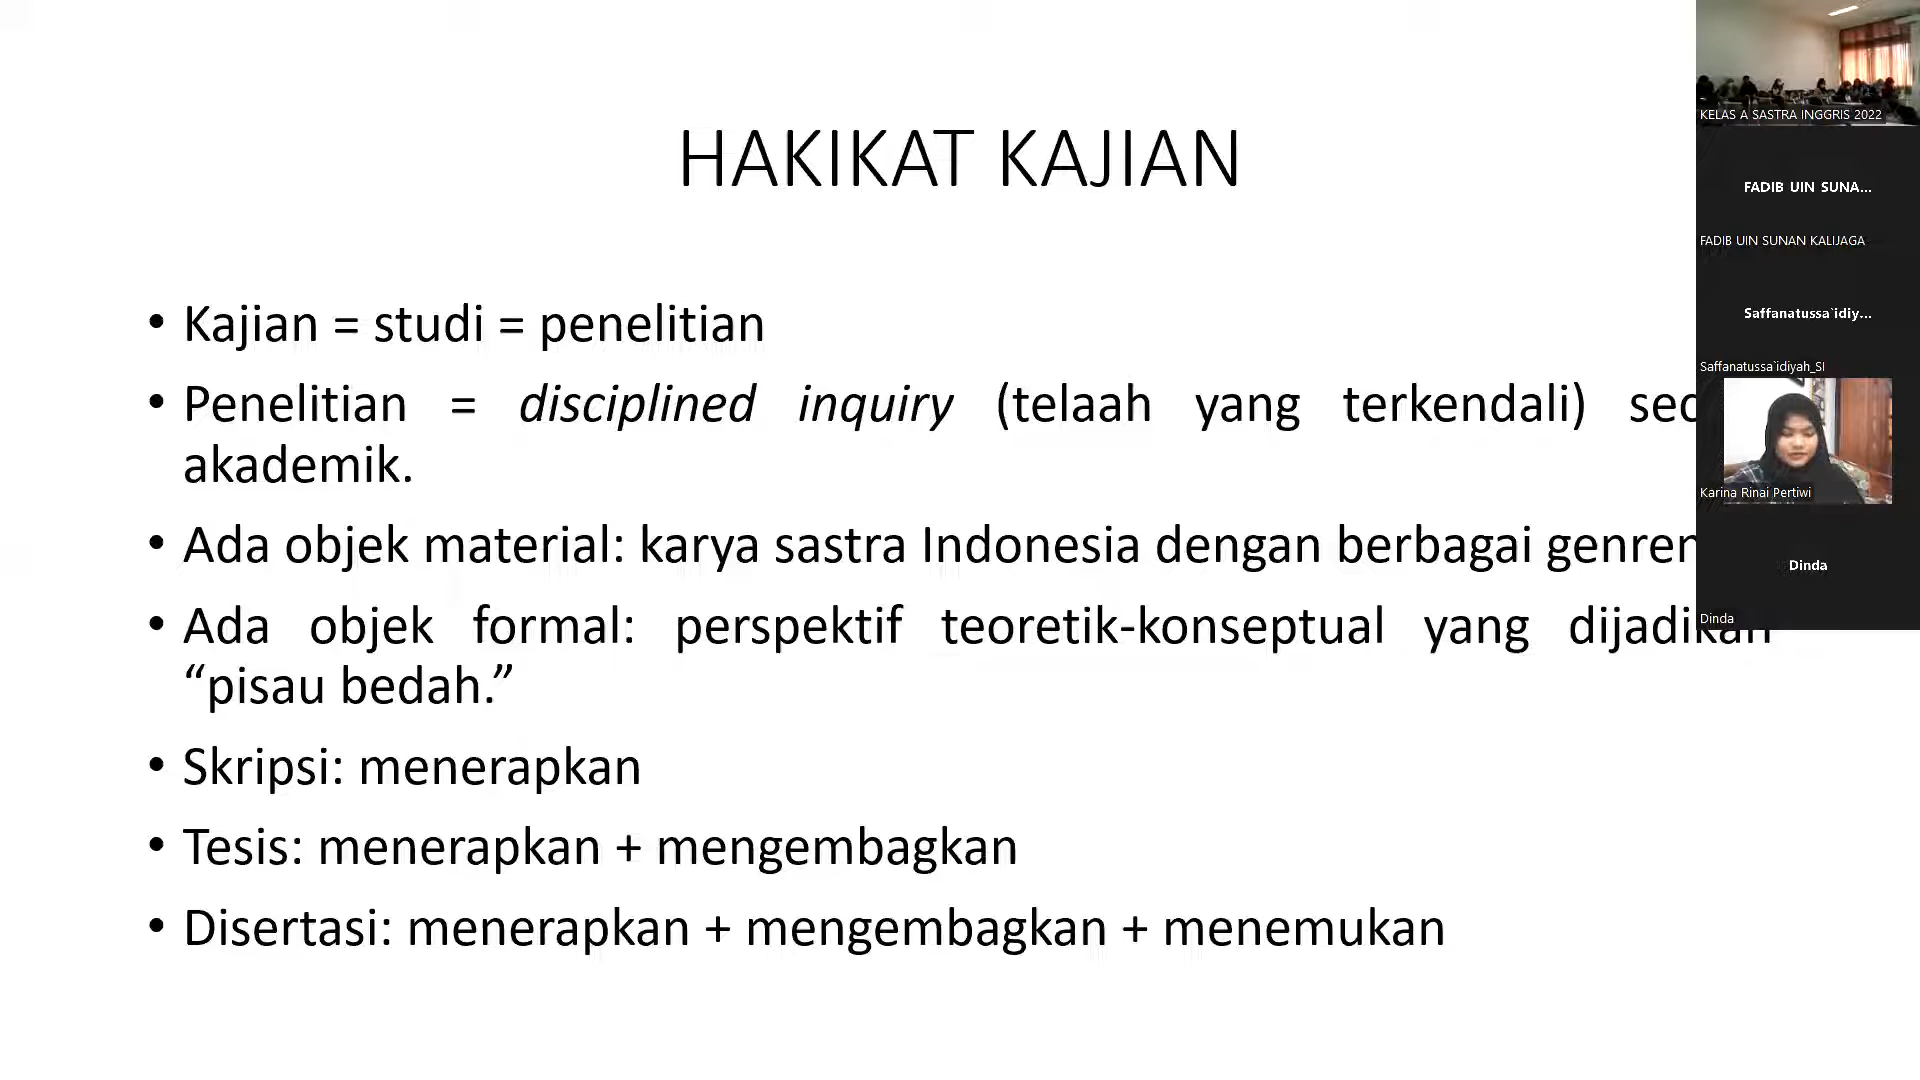 HAKIKAT KAJIAN
• Kajian = studi = penelitian
• Penelitian = disciplined inquiry (telaah yang terkendali)
akademik.
• Ada objek material: karya sastra Indonesia dengan berbagai
• Ada objek formal: perspektif teoretik-konseptual yang dijadikan
“pisau bedah.”
• Skripsi: menerapkan
• Tesis: menerapkan + mengembagkan
• Disertasi: menerapkan + mengembagkan + menemukan
KELAS A SASTRA INGGRIS 2022
FADIB UIN SUNA...
FADIB UIN SUNAN KALIJAGA
Saffanatussa`idiy...
Saffanatussa`idiyah_SI
Karina Rinai Pertiwi
Dinda
Dinda